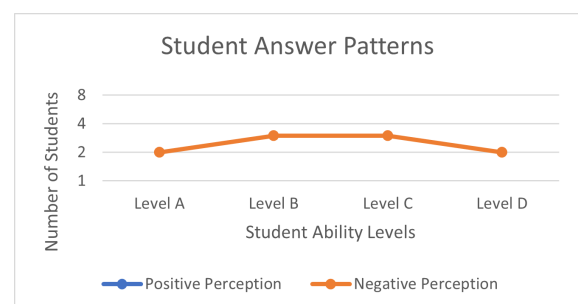 Student Answer Patterns
Number of Students
8
4
2
1
Level A Level B Level C Level D
Student Ability Levels
Positive Perception Negative Perception